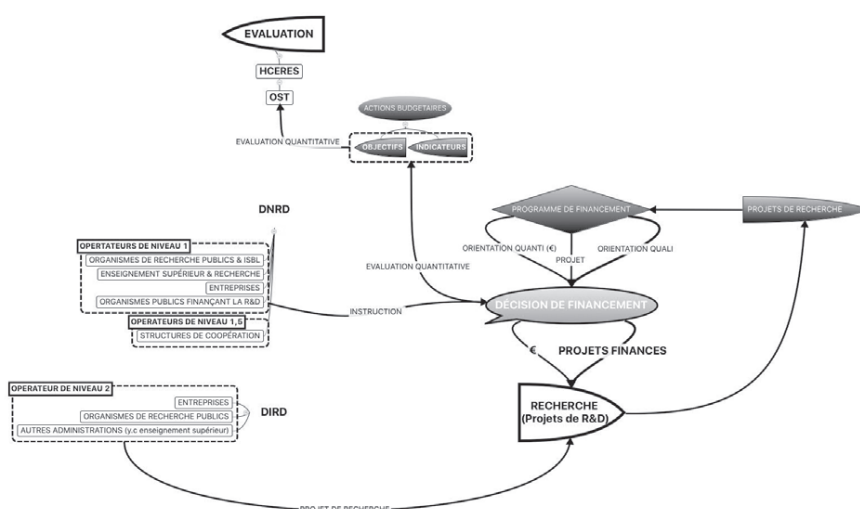 EVALUATION
HCERES
OST
ACTIONS BUDGETAIRES
EVALUATION QUANTITATIVE
OBJECTIFS
INDICATEURS
DNRD
PROGRAMME DE FINANCEMENT
PROJETS DE RECHERCHE
OPERTATEURS DE NIVEAU 1
ORGANISMES DE RECHERCHE PUBLICS & ISBL
ENSEIGNEMENT SUPÉRIEUR & RECHERCHE
ENTREPRISES
ORGANISMES PUBLICS FINANÇANT LA R&D
ORIENTATION QUANTI (€)
ORIENTATION QUALI
PROJET
EVALUATION QUANTITATIVE
DÉCISION DE FINANCEMENT
INSTRUCTION
OPERATEURS DE NIVEAU 1,5
STRUCTURES DE COOPÉRATION
€
PROJETS FINANCES
OPERATEUR DE NIVEAU 2
ENTREPRISES
ORGANISMES DE RECHERCHE PUBLICS
AUTRES ADMINISTRATIONS (y.c enseignement supérieur)
DIRD
RECHERCHE
(Projets de R&D)
PROJET DE RECHERCHE